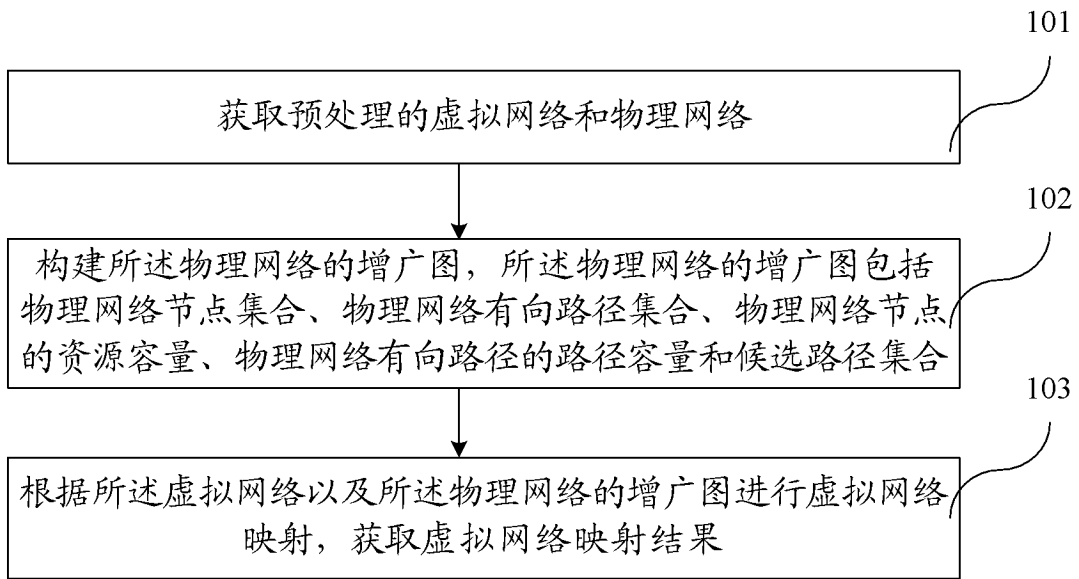 101
获取预处理的虚拟网络和物理网络
102
构建所述物理网络的增广图，所述物理网络的增广图包括
物理网络节点集合、物理网络有向路径集合、物理网络节点
的资源容量、物理网络有向路径的路径容量和候选路径集合
103
根据所述虚拟网络以及所述物理网络的增广图进行虚拟网络
映射，获取虚拟网络映射结果